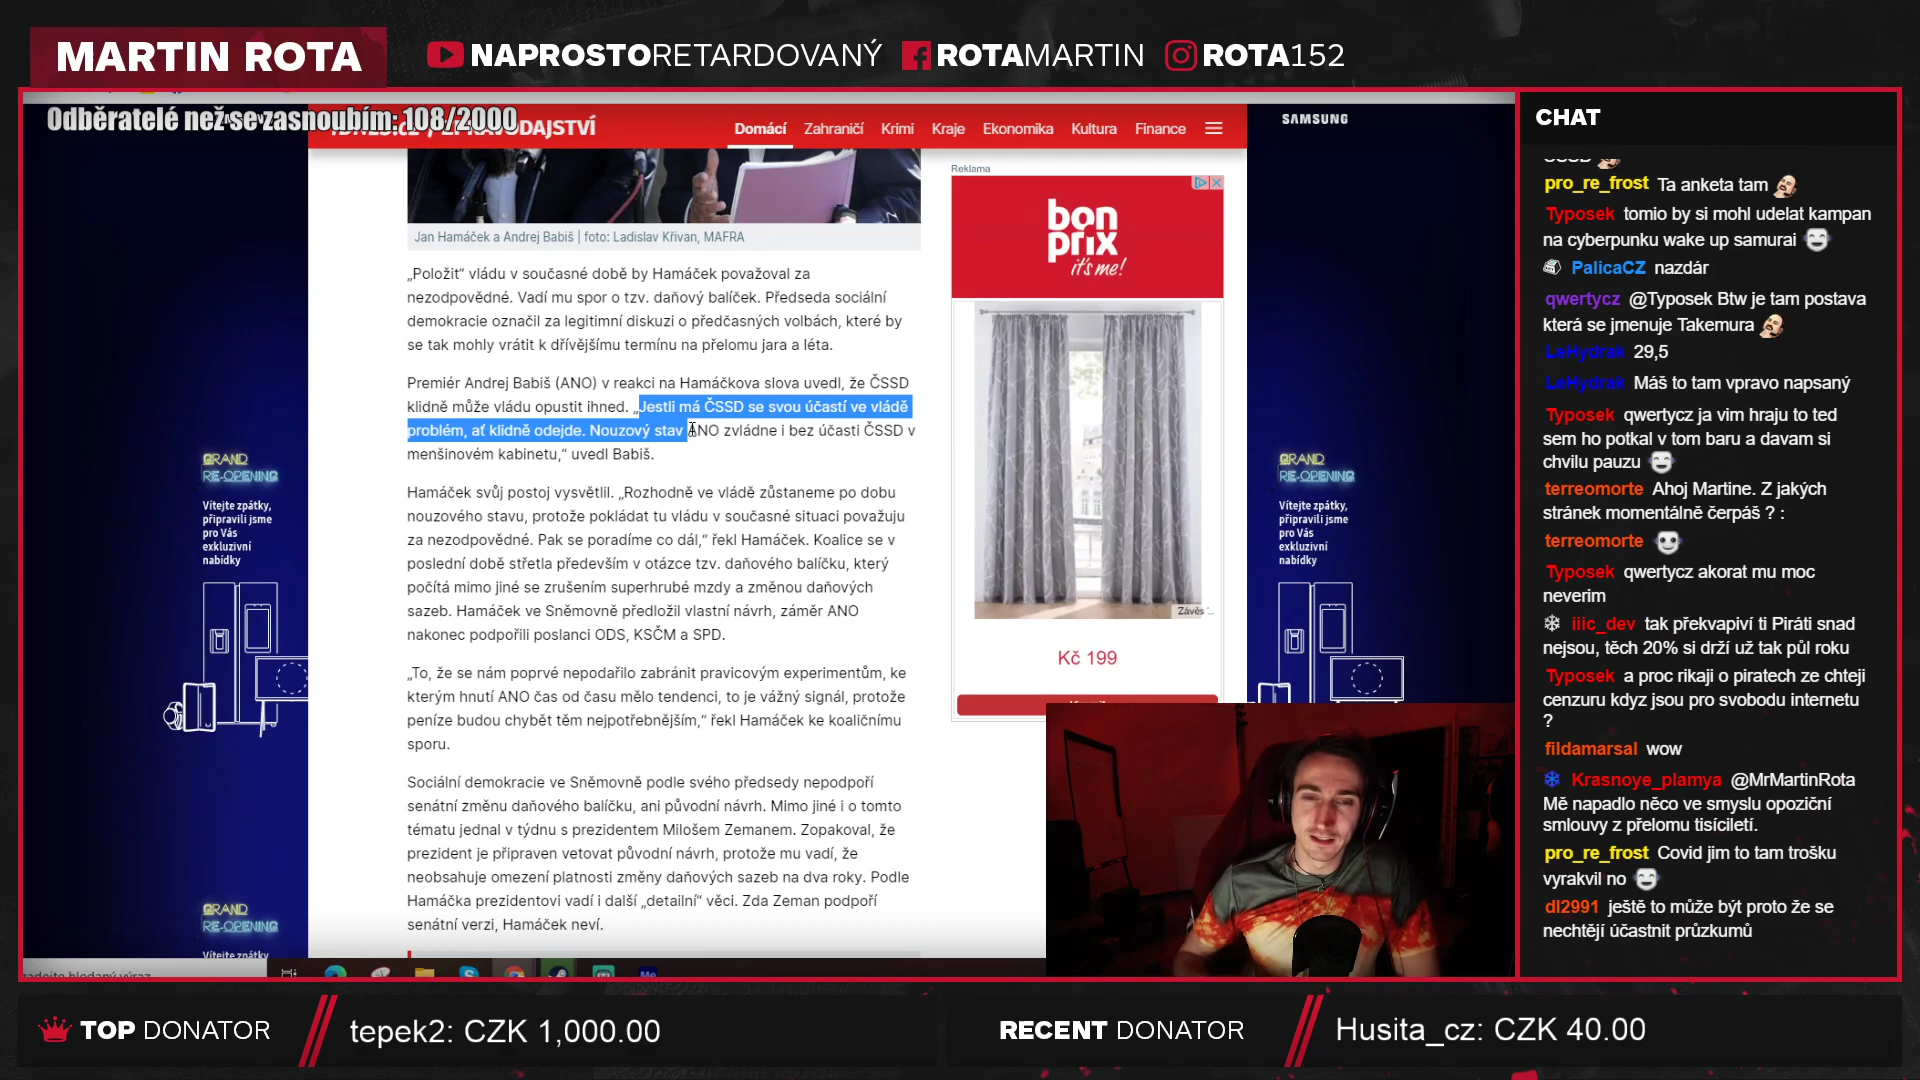 MARTIN ROTA
NAPROSTORETARDOVANÝ
ROTAMARTIN
ROTA152
Odběratelé než se zasnoubím: 108/2000
Domácí Zahraničí Krimi Kraje Ekonomika Kultura Finance
SAMSUNG
Reklama
bon
prix
it's me!
Jan Hamáček a Andrej Babiš | foto: Ladislav Křivan, MAFRA
„Položit“ vládu v současné době by Hamáček považoval za
nezodpovědné. Vadí mu spor o tzv. daňový balíček. Předseda sociální
demokracie označil za legitimní diskuzi o předčasných volbách, které by
se tak mohly vrátit k dřívějšímu termínu na přelomu jara a léta.
Premiér Andrej Babiš (ANO) v reakci na Hamáčkova slova uvedl, že ČSSD
klidně může vládu opustit ihned. „Jestli má ČSSD se svou účastí ve vládě
problém, ať klidně odejde. Nouzový stav ANO zvládne i bez účasti ČSSD v
menšinovém kabinetu,“ uvedl Babiš.
Hamáček svůj postoj vysvětlil. „Rozhodně ve vládě zůstaneme po dobu
nouzového stavu, protože pokládat tu vládu v současné situaci považuju
za nezodpovědné. Pak se poradíme co dál,“ řekl Hamáček. Koalice se v
poslední době střetla především v otázce tzv. daňového balíčku, který
počítá mimo jiné se zrušením superhrubé mzdy a změnou daňových
sazeb. Hamáček ve Sněmovně předložil vlastní návrh, záměr ANO
nakonec podpořili poslanci ODS, KSČM a SPD.
„To, že se nám poprvé nepodařilo zabránit pravicovým experimentům, ke
kterým hnutí ANO čas od času mělo tendenci, to je vážný signál, protože
peníze budou chybět těm nejpotřebnějším,“ řekl Hamáček ke koaličnímu
sporu.
Sociální demokracie ve Sněmovně podle svého předsedy nepodpoří
senátní změnu daňového balíčku, ani původní návrh. Mimo jiné i o tomto
tématu jednal v týdnu s prezidentem Milošem Zemanem. Zopakoval, že
prezident je připraven vetovat původní návrh, protože mu vadí, že
neobsahuje omezení platnosti změny daňových sazeb na dva roky. Podle
Hamáčka prezidentovi vadí i další „detailní“ věci. Zda Zeman podpoří
senátní verzi, Hamáček neví.
GRAND
RE-OPENING
Vítejte zpátky,
připravili jsme
pro Vás
exkluzivní
nabídky
GRAND
RE-OPENING
Vítejte zpátky
GRAND
RE-OPENING
Vítejte zpátky,
připravili jsme
pro Vás
exkluzivní
nabídky
Závěs
Kč 199
CHAT
pro_re_frost Ta anketa tam
Typosek tomio by si mohl udelat kampan
na cyberpunku wake up samurai
PalicaCZ nazdár
qwertycz @Typosek Btw je tam postava
která se jmenuje Takemura
LeHydrak 29,5
LeHydrak Máš to tam vpravo napsaný
Typosek qwertycz ja vim hraju to ted
sem ho potkal v tom baru a davam si
chvilu pauzu
terreomorte Ahoj Martine. Z jakých
stránek momentálně čerpáš ? :
terreomorte
Typosek qwertycz akorat mu moc
neverim
iiic_dev tak překvapiví ti Piráti snad
nejsou, těch 20% si drží už tak půl roku
Typosek a proc rikaji o piratech ze chteji
cenzuru kdyz jsou pro svobodu internetu
?
fildamarsal wow
Krasnoye_plamya @MrMartinRota
Mě napadlo něco ve smyslu opoziční
smlouvy z přelomu tisíciletí.
pro_re_frost Covid jim to tam trošku
vyrakvil no
dl2991 ještě to může být proto že se
nechtějí účastnit průzkumů
TOP DONATOR
tepek2: CZK 1,000.00
RECENT DONATOR
Husita_cz: CZK 40.00